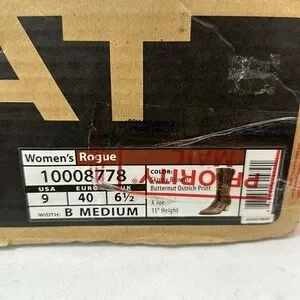 AT
Women's Rogue
10008778
USA EURO UK
9 40 6½
WIDTH: B MEDIUM
COLOR:
Butternut Ostrich Print
X Toe
11" Height
PRIORITY
MAIL